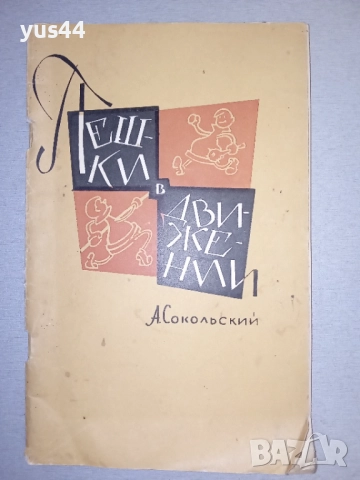 yus44
ПЕШ-
КИ
В
ДВИ-
ЖЕ-
НИИ
А. Сокольский
BAZAR